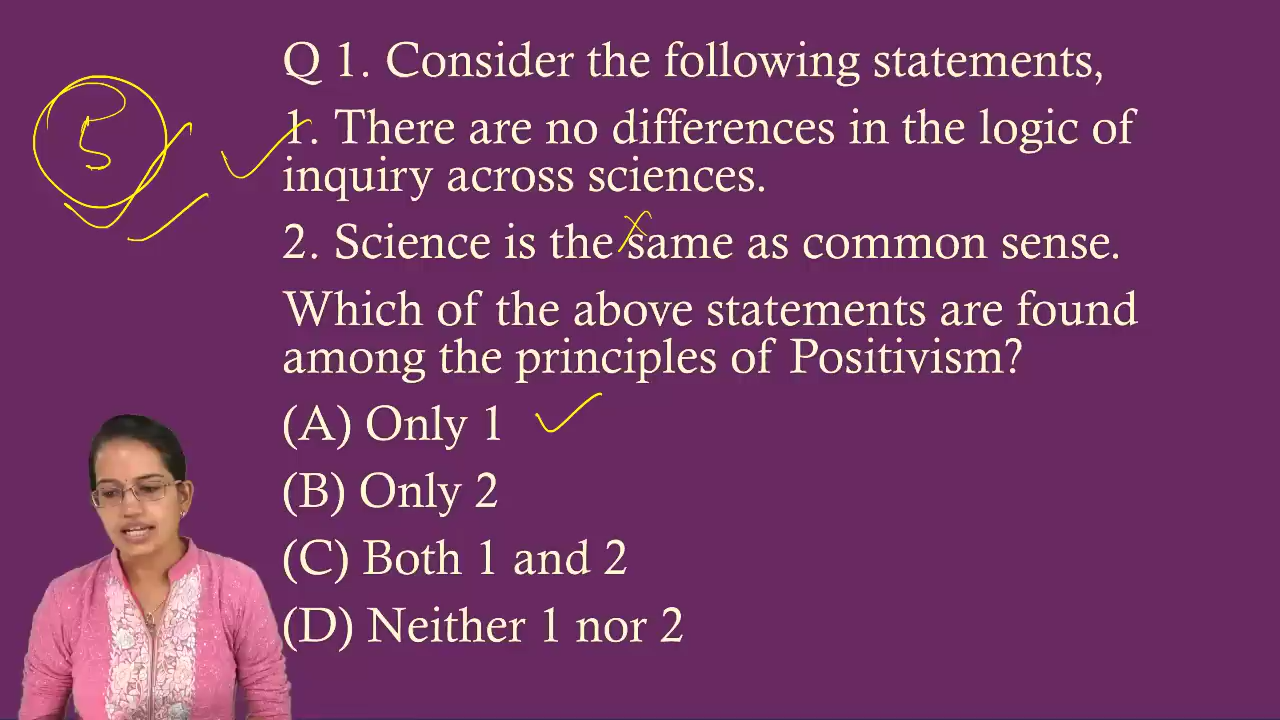 Q 1. Consider the following statements,
1. There are no differences in the logic of
inquiry across sciences.
2. Science is the same as common sense.
Which of the above statements are found
among the principles of Positivism?
(A) Only 1
(B) Only 2
(C) Both 1 and 2
(D) Neither 1 nor 2
5